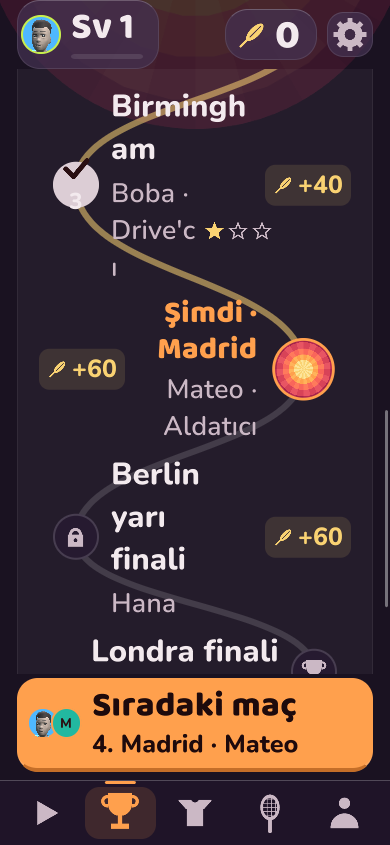 Sv 1
0
Birmingh
am
3
Boba ·
Drive'c
ı
+40
Şimdi ·
Madrid
+60
Mateo ·
Aldatıcı
Berlin
yarı
finali
+60
Hana
Londra finali
Sıradaki maç
M
4. Madrid · Mateo